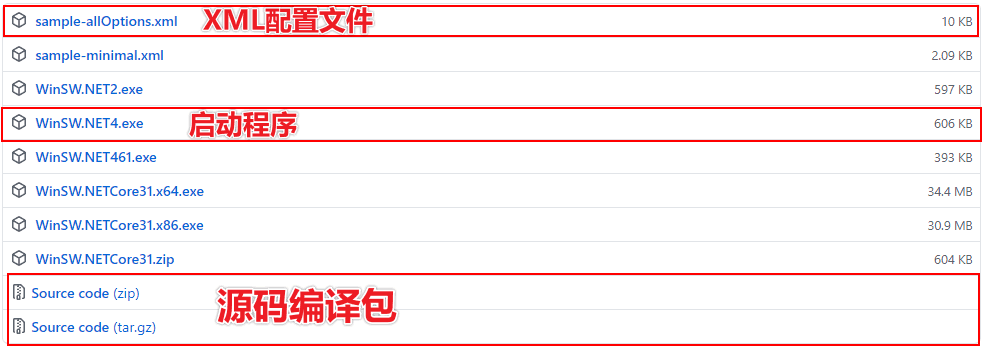 sample-allOptions.xml XML配置文件 10 KB
sample-minimal.xml 2.09 KB
WinSW.NET2.exe 597 KB
WinSW.NET4.exe 启动程序 606 KB
WinSW.NET461.exe 393 KB
WinSW.NETCore31.x64.exe 34.4 MB
WinSW.NETCore31.x86.exe 30.9 MB
WinSW.NETCore31.zip 604 KB
Source code (zip)
源码编译包
Source code (tar.gz)